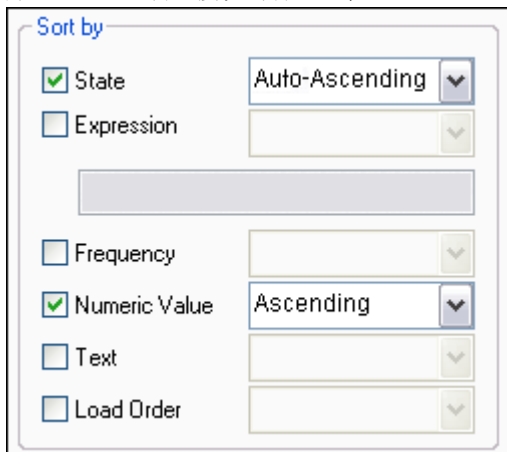 Sort by
State Auto-Ascending
Expression
Frequency
Numeric Value Ascending
Text
Load Order